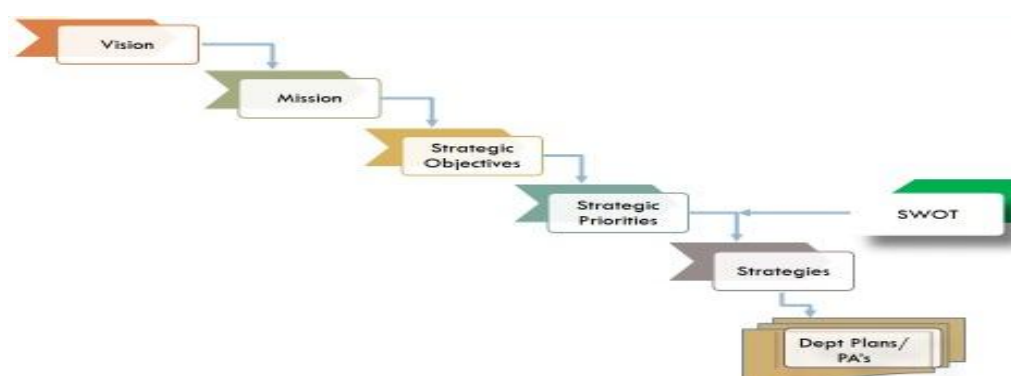 Vision
Mission
Strategic
Objectives
Strategic
Priorities
SWOT
Strategies
Dept Plans/
PA's